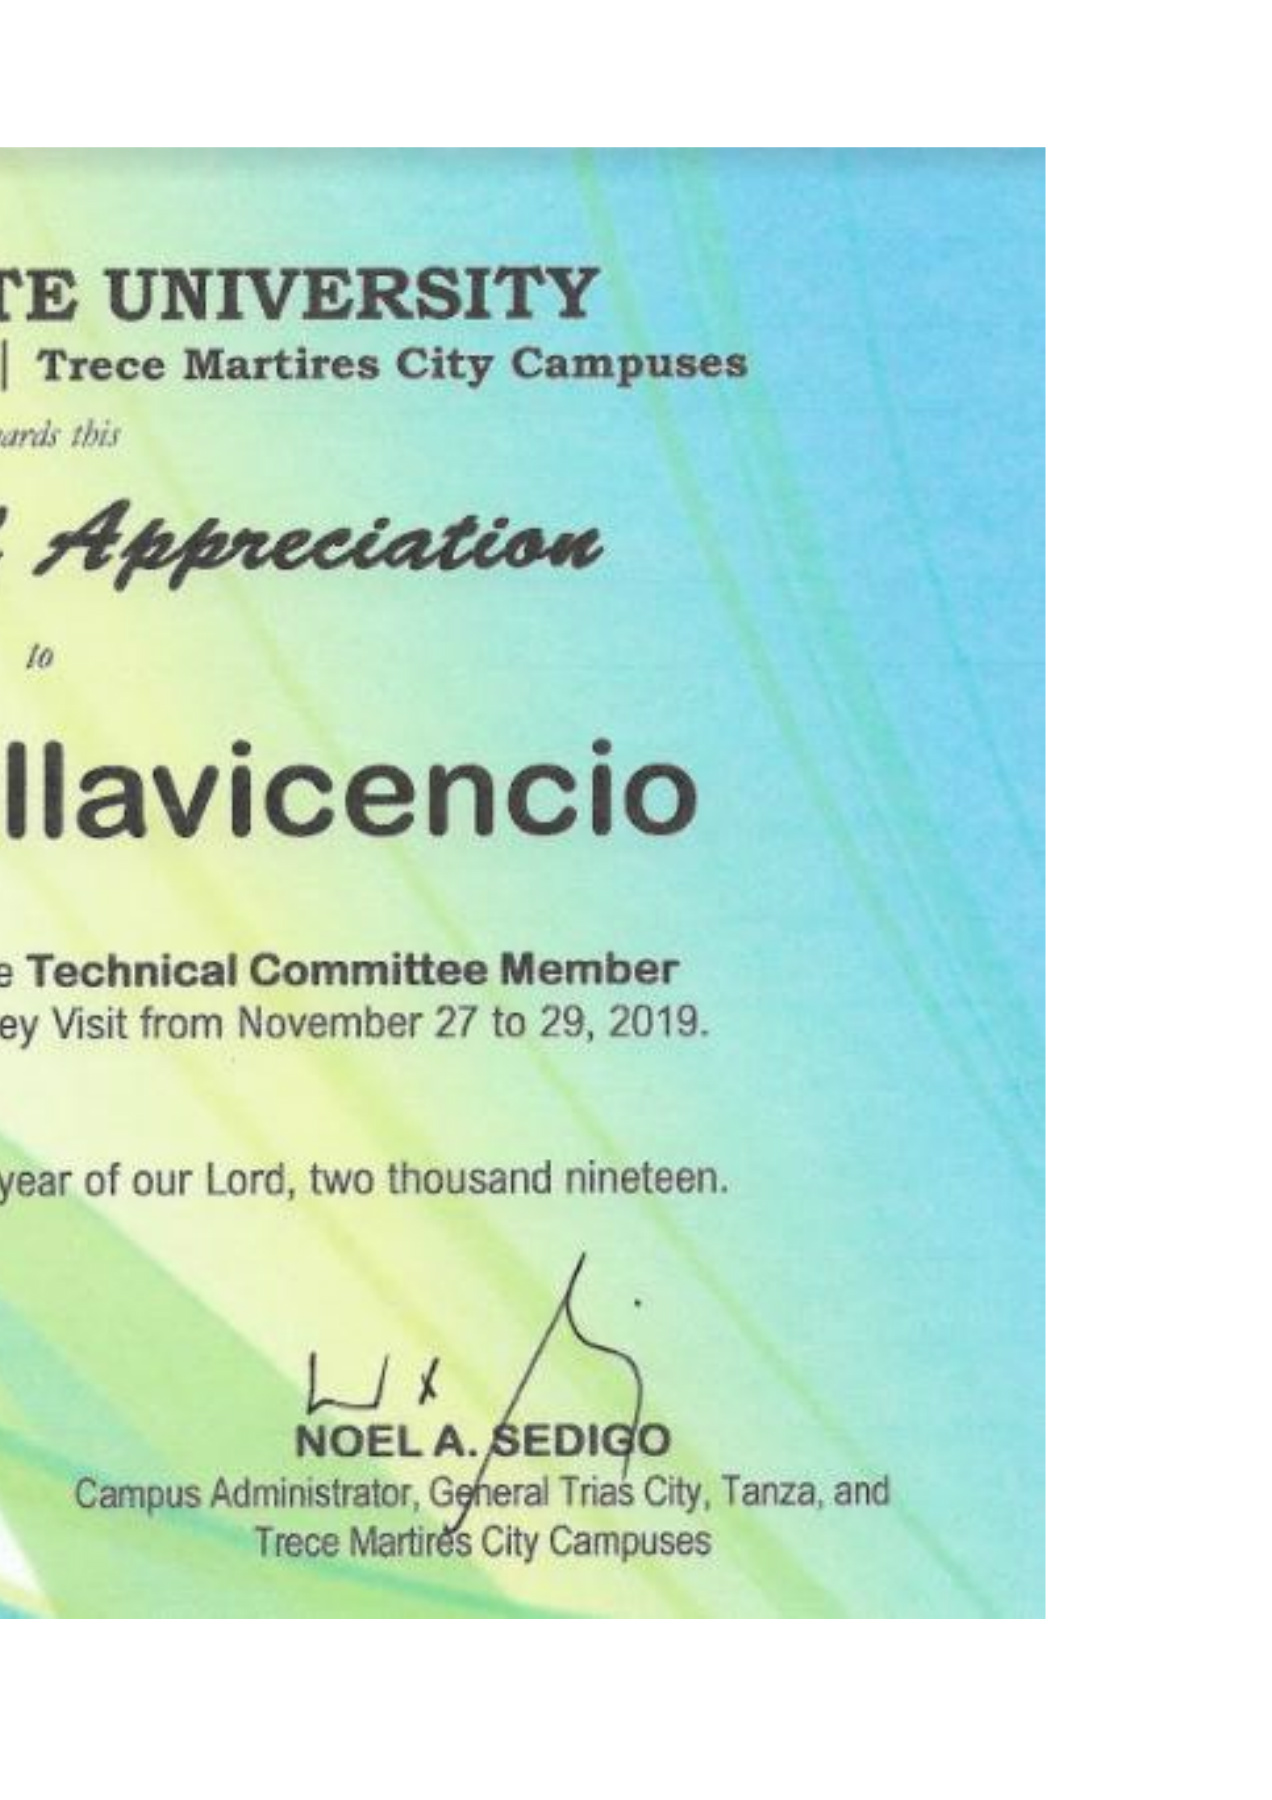 TE UNIVERSITY
| Trece Martires City Campuses
ards this
Appreciation
to
llavicencio
e Technical Committee Member
ey Visit from November 27 to 29, 2019.
year of our Lord, two thousand nineteen.
NOEL A. SEDIGO
Campus Administrator, General Trias City, Tanza, and
Trece Martires City Campuses